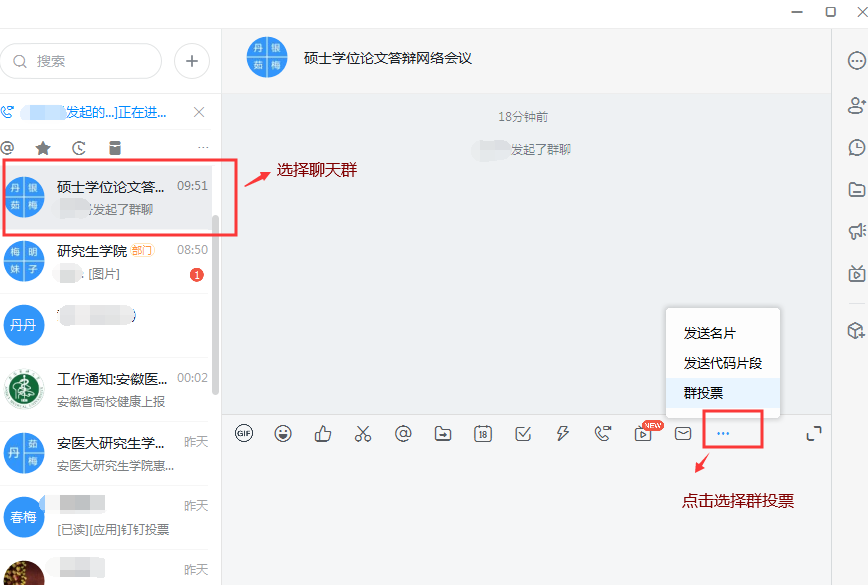 搜索
发起的...]正在进...
硕士学位论文答... 09:51
发起了群聊
选择聊天群
研究生学院 部门 08:50
[图片] 1
丹丹
工作通知:安徽医... 00:02
安徽省高校健康上报
安医大研究生学... 昨天
安医大研究生学院惠...
春梅
昨天
[已读][应用]钉钉投票
昨天
丹 银
茹 梅
硕士学位论文答辩网络会议
18分钟前
发起了群聊
发送名片
发送代码片段
群投票
GIF
18
NEW
点击选择群投票
丹 银
茹 梅
梅 明
妹 子
丹 茹
梅